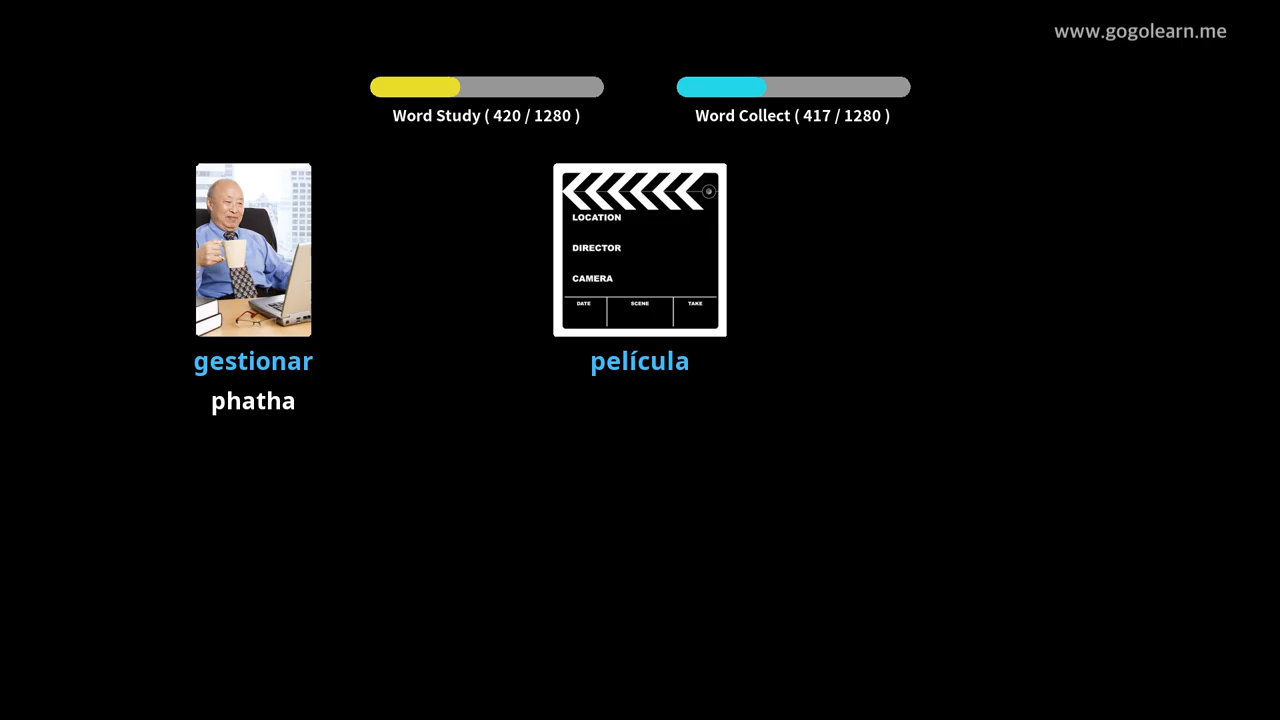 www.gogolearn.me
Word Study ( 420 / 1280 )
Word Collect ( 417 / 1280 )
LOCATION
DIRECTOR
CAMERA
DATE
SCENE
TAKE
gestionar
película
phatha